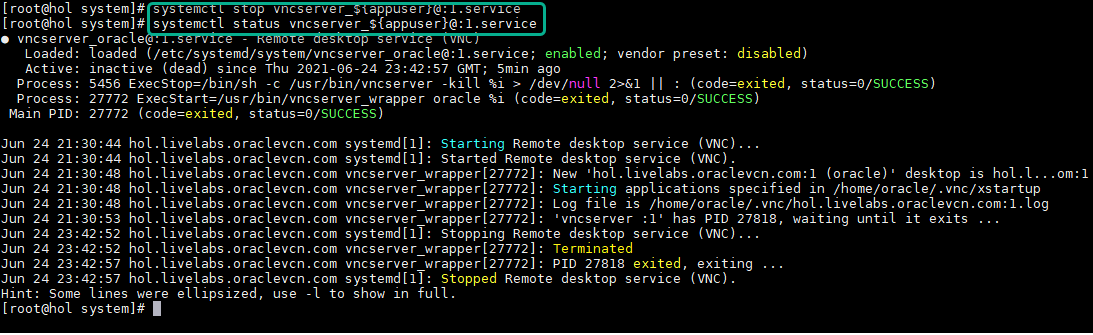 [root@hol system]# systemctl stop vncserver_${appuser}@:1.service
[root@hol system]# systemctl status vncserver_${appuser}@:1.service
● vncserver_oracle@:1.service - Remote desktop service (VNC)
   Loaded: loaded (/etc/systemd/system/vncserver_oracle@:1.service; enabled; vendor preset: disabled)
   Active: inactive (dead) since Thu 2021-06-24 23:42:57 GMT; 5min ago
  Process: 5456 ExecStop=/bin/sh -c /usr/bin/vncserver -kill %i > /dev/null 2>&1 || : (code=exited, status=0/SUCCESS)
  Process: 27772 ExecStart=/usr/bin/vncserver_wrapper oracle %i (code=exited, status=0/SUCCESS)
 Main PID: 27772 (code=exited, status=0/SUCCESS)

Jun 24 21:30:44 hol.livelabs.oraclevcn.com systemd[1]: Starting Remote desktop service (VNC)...
Jun 24 21:30:44 hol.livelabs.oraclevcn.com systemd[1]: Started Remote desktop service (VNC).
Jun 24 21:30:48 hol.livelabs.oraclevcn.com vncserver_wrapper[27772]: New 'hol.livelabs.oraclevcn.com:1 (oracle)' desktop is hol.l...om:1
Jun 24 21:30:48 hol.livelabs.oraclevcn.com vncserver_wrapper[27772]: Starting applications specified in /home/oracle/.vnc/xstartup
Jun 24 21:30:48 hol.livelabs.oraclevcn.com vncserver_wrapper[27772]: Log file is /home/oracle/.vnc/hol.livelabs.oraclevcn.com:1.log
Jun 24 21:30:53 hol.livelabs.oraclevcn.com vncserver_wrapper[27772]: 'vncserver :1' has PID 27818, waiting until it exits ...
Jun 24 23:42:52 hol.livelabs.oraclevcn.com systemd[1]: Stopping Remote desktop service (VNC)...
Jun 24 23:42:52 hol.livelabs.oraclevcn.com vncserver_wrapper[27772]: Terminated
Jun 24 23:42:57 hol.livelabs.oraclevcn.com vncserver_wrapper[27772]: PID 27818 exited, exiting ...
Jun 24 23:42:57 hol.livelabs.oraclevcn.com systemd[1]: Stopped Remote desktop service (VNC).
Hint: Some lines were ellipsized, use -l to show in full.
[root@hol system]#